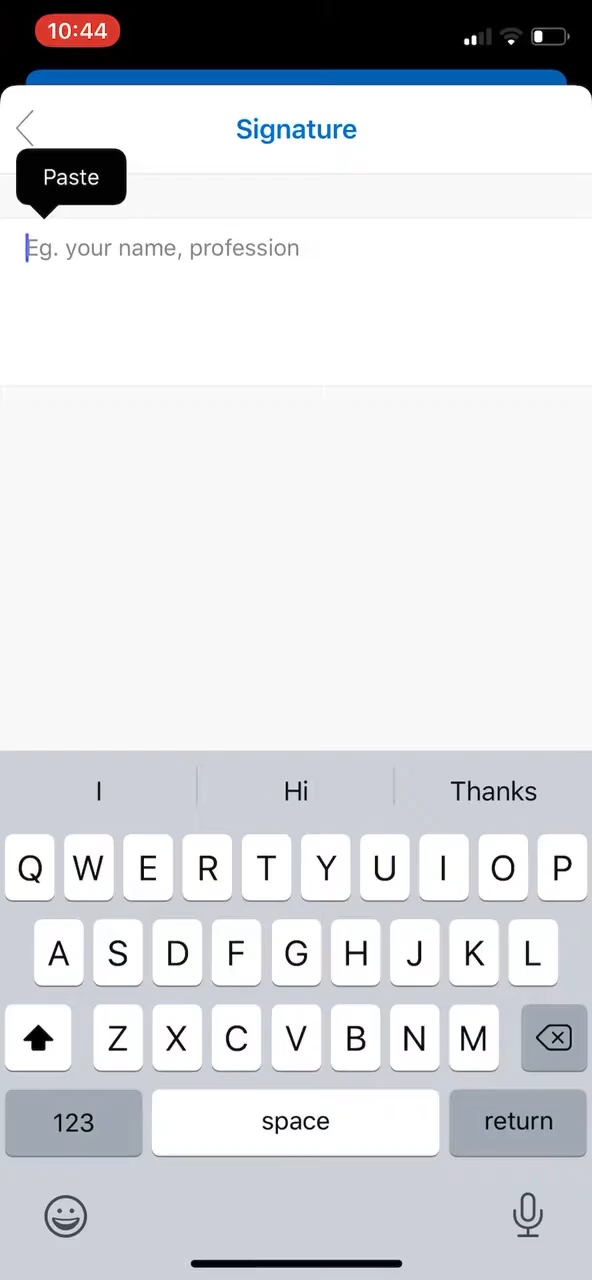 10:44
Signature
Paste
Eg. your name, profession
I Hi Thanks
Q W E R T Y U I O P
A S D F G H J K L
Z X C V B N M
123 space return